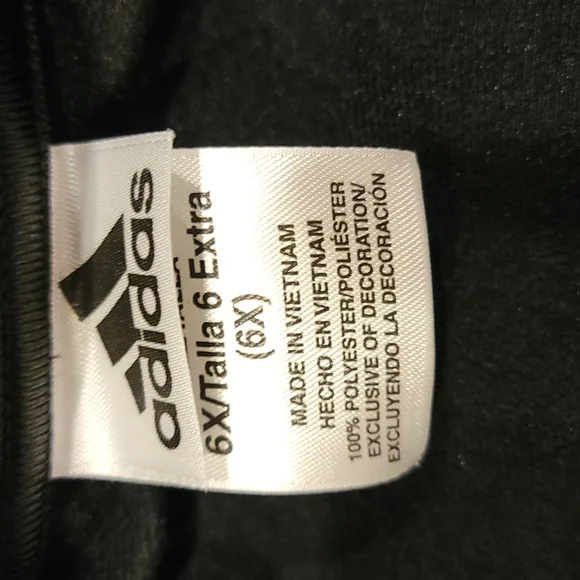 adidas
6X/Talla 6 Extra
(6X)
MADE IN VIETNAM
HECHO EN VIETNAM
100% POLYESTER/POLIÉSTER
EXCLUSIVE OF DECORATION/
EXCLUYENDO LA DECORACIÓN